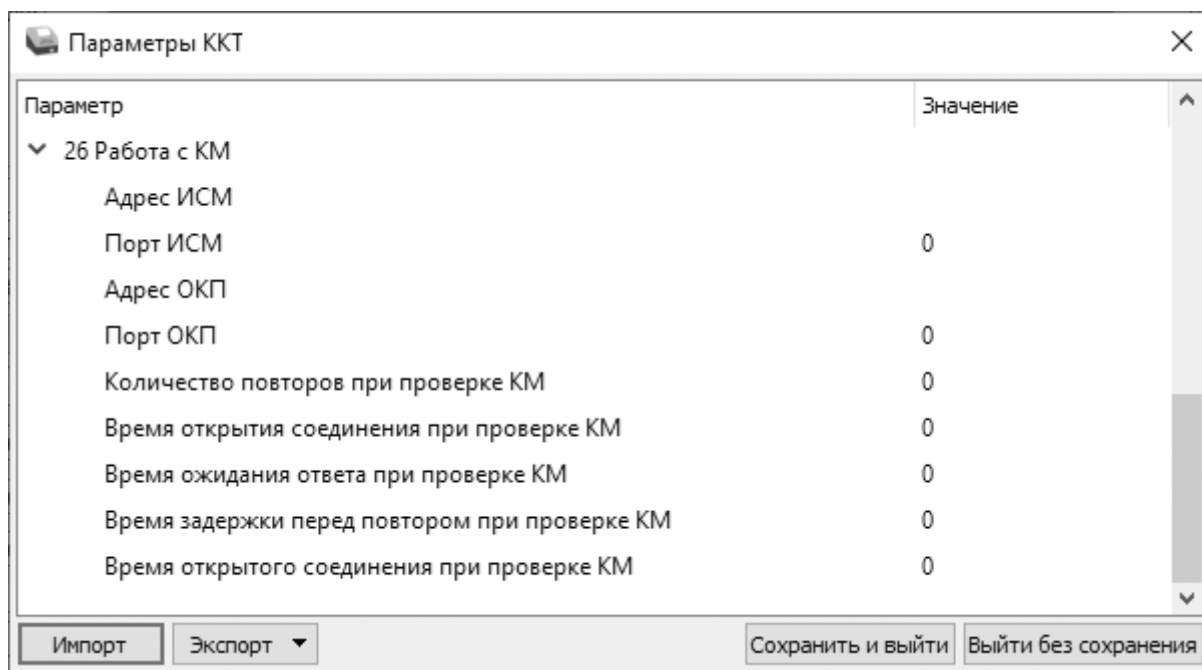 Параметры ККТ
Параметр Значение
26 Работа с КМ
Адрес ИСМ
Порт ИСМ 0
Адрес ОКП
Порт ОКП 0
Количество повторов при проверке КМ 0
Время открытия соединения при проверке КМ 0
Время ожидания ответа при проверке КМ 0
Время задержки перед повтором при проверке КМ 0
Время открытого соединения при проверке КМ 0
Импорт Экспорт Сохранить и выйти Выйти без сохранения